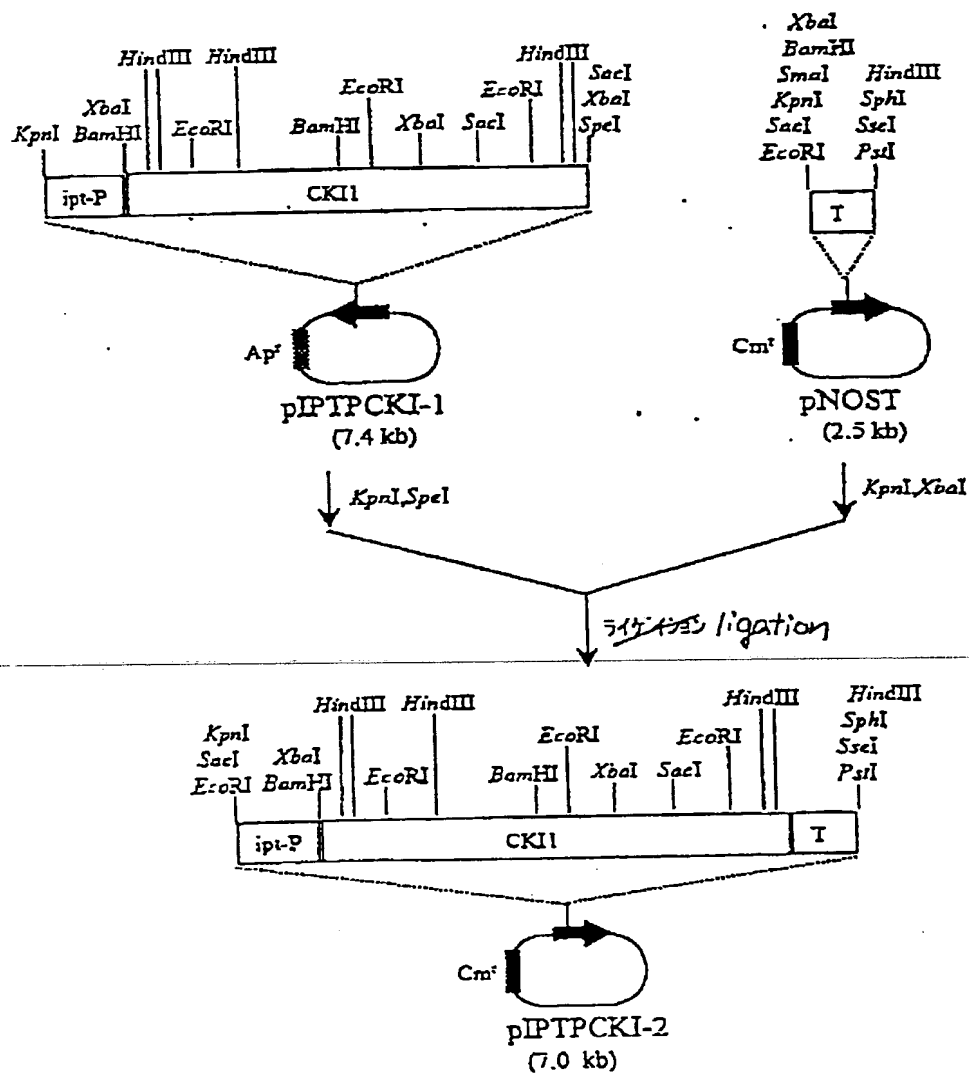 HindIII HindIII HindIII
SacI
XbaI
SpeI
EcoRI EcoRI
XbaI
BamHI
KpnI
EcoRI BamHI XbaI SacI
ipt-P CKI1
Apr
pIPTPCKI-1
(7.4 kb)
KpnI,SpeI
XbaI
BamHI
SmaI
KpnI
SacI
EcoRI
HindIII
SphI
SseI
PstI
T
Cmr
pNOST
(2.5 kb)
KpnI,XbaI
ライゲイション ligation
HindIII HindIII HindIII
HindIII
SphI
SseI
PstI
KpnI
SacI
EcoRI
XbaI
BamHI
EcoRI EcoRI
EcoRI BamHI XbaI SacI
ipt-P CKI1 T
Cmr
pIPTPCKI-2
(7.0 kb)